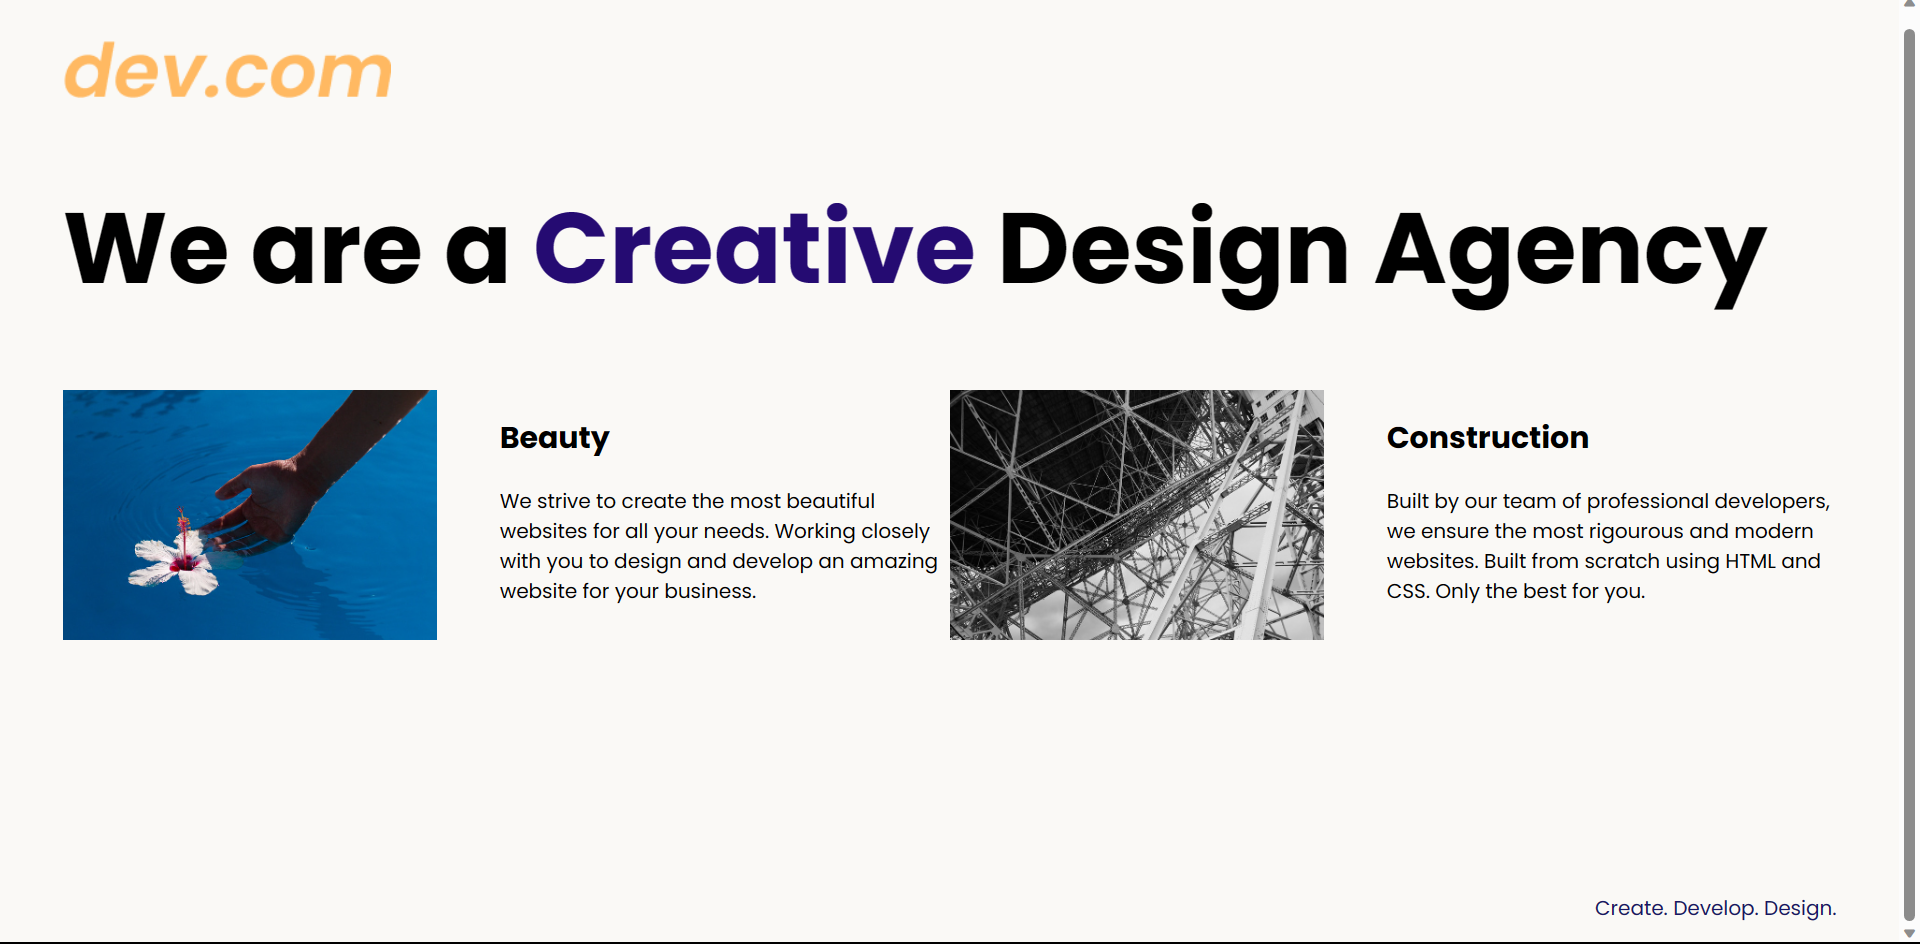 dev.com
We are a Creative Design Agency
Beauty
We strive to create the most beautiful
websites for all your needs. Working closely
with you to design and develop an amazing
website for your business.
Construction
Built by our team of professional developers,
we ensure the most rigourous and modern
websites. Built from scratch using HTML and
CSS. Only the best for you.
Create. Develop. Design.